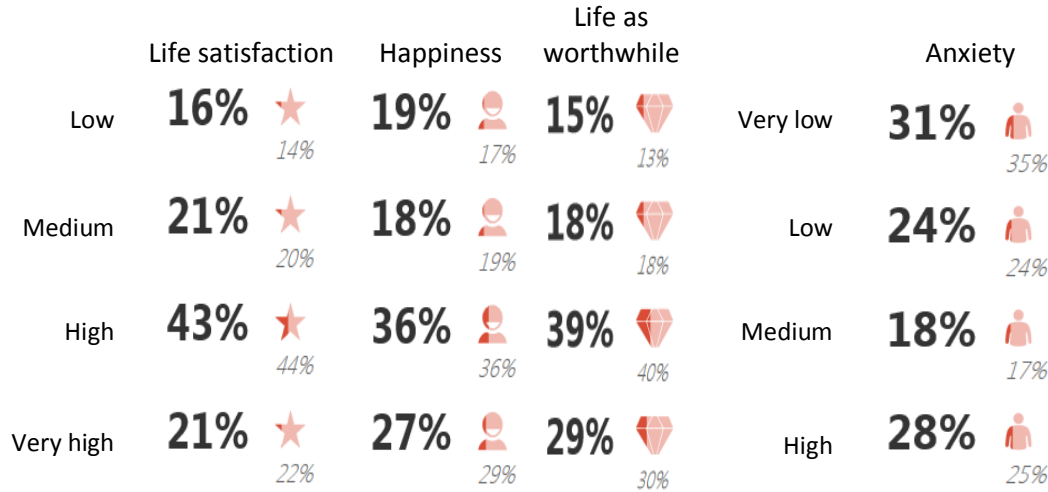 Life as
Life satisfaction Happiness worthwhile Anxiety
Low 16% 19% 15% Very low 31%
14% 17% 13% 35%
Medium 21% 18% 18% Low 24%
20% 19% 18% 24%
High 43% 36% 39% Medium 18%
44% 36% 40% 17%
Very high 21% 27% 29% High 28%
22% 29% 30% 25%